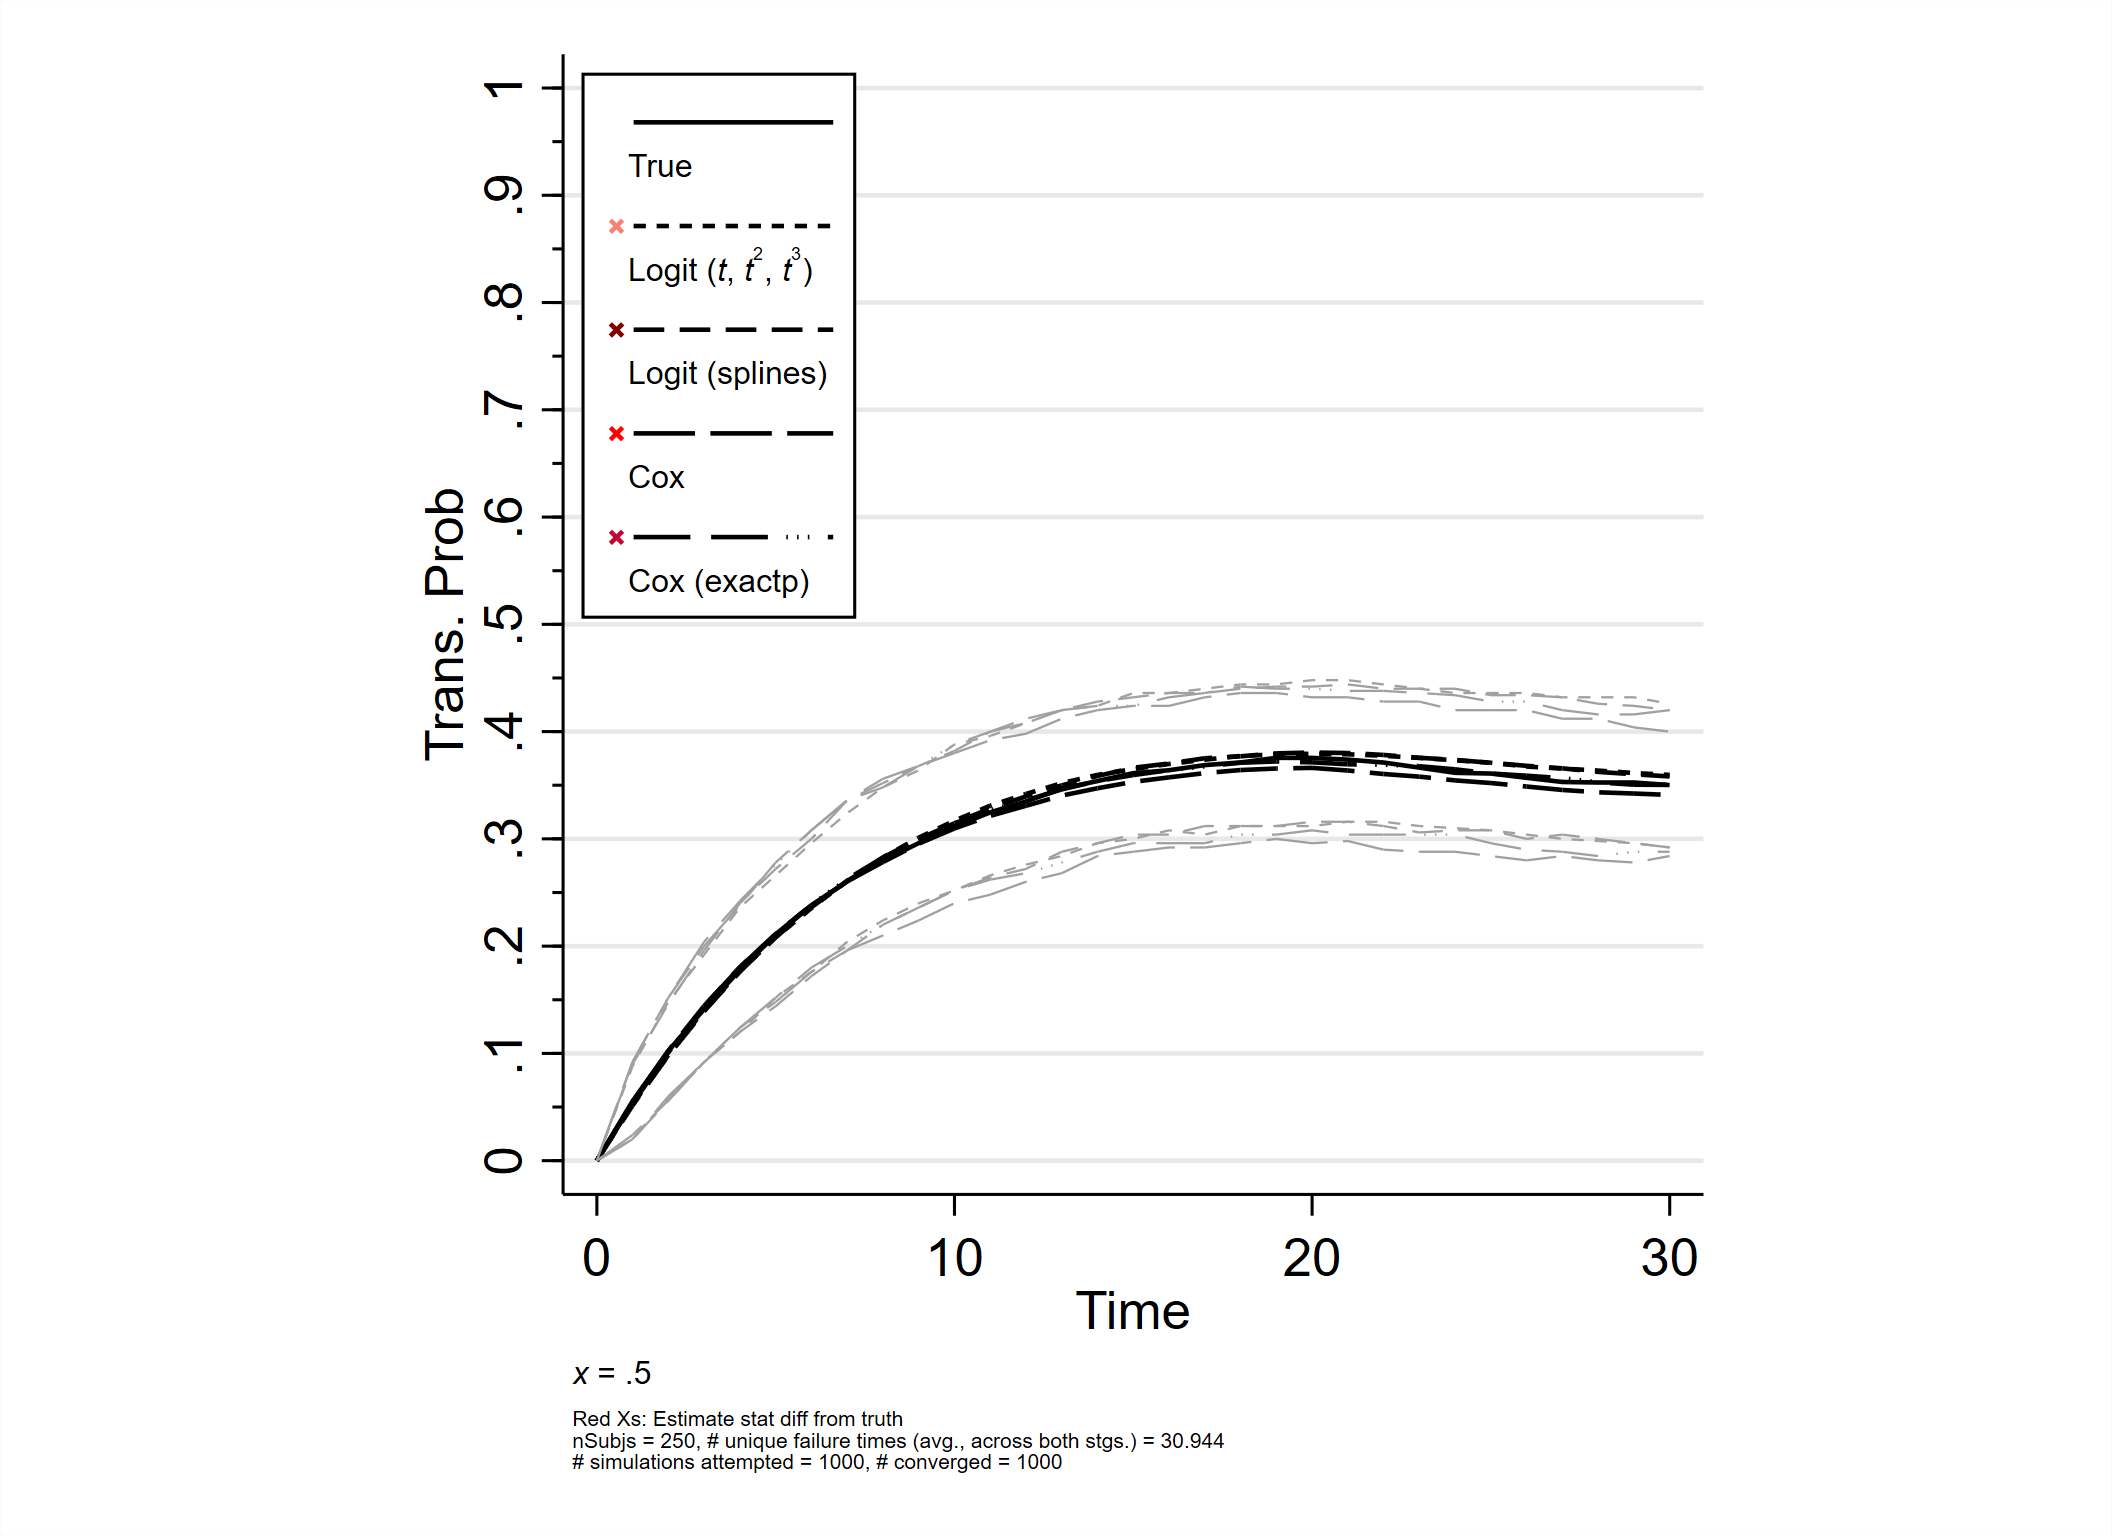 True
Logit (t, t², t³)
Logit (splines)
Cox
Cox (exactp)
Trans. Prob
1
.9
.8
.7
.6
.5
.4
.3
.2
.1
0
0 10 20 30
Time
x = .5
Red Xs: Estimate stat diff from truth
nSubjs = 250, # unique failure times (avg., across both stgs.) = 30.944
# simulations attempted = 1000, # converged = 1000